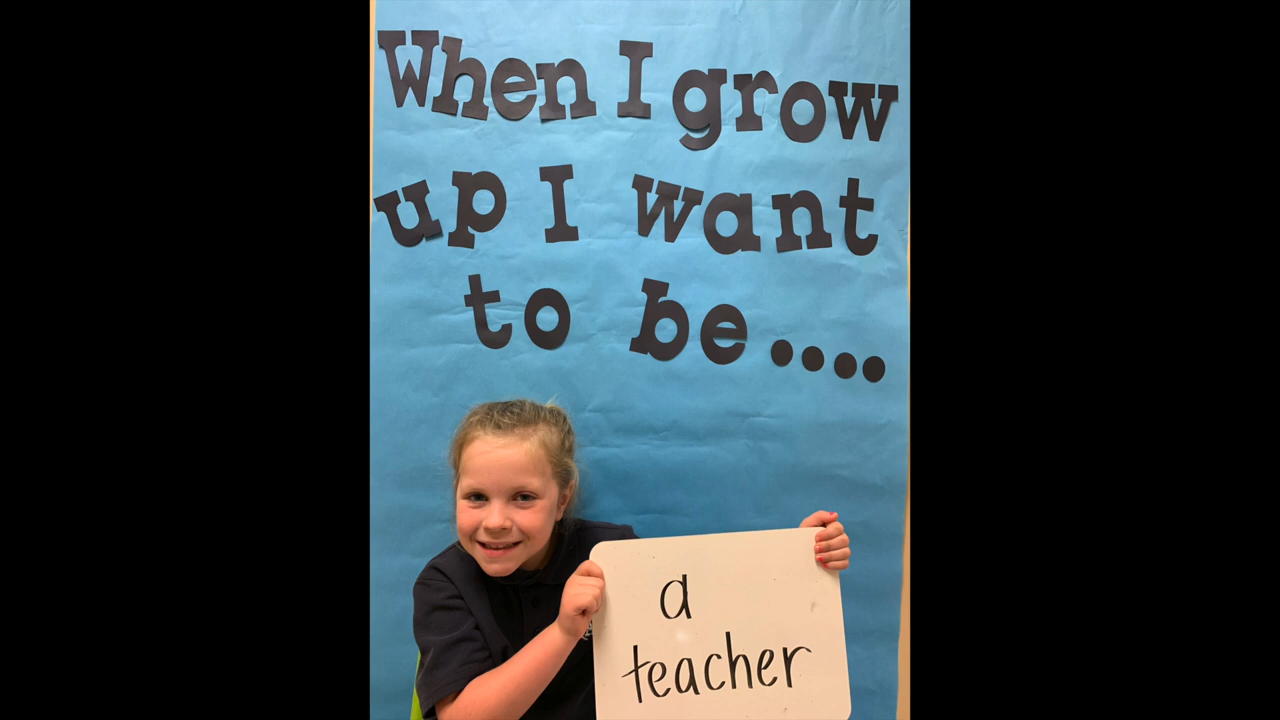 When I grow
up I want
to be....
a
teacher